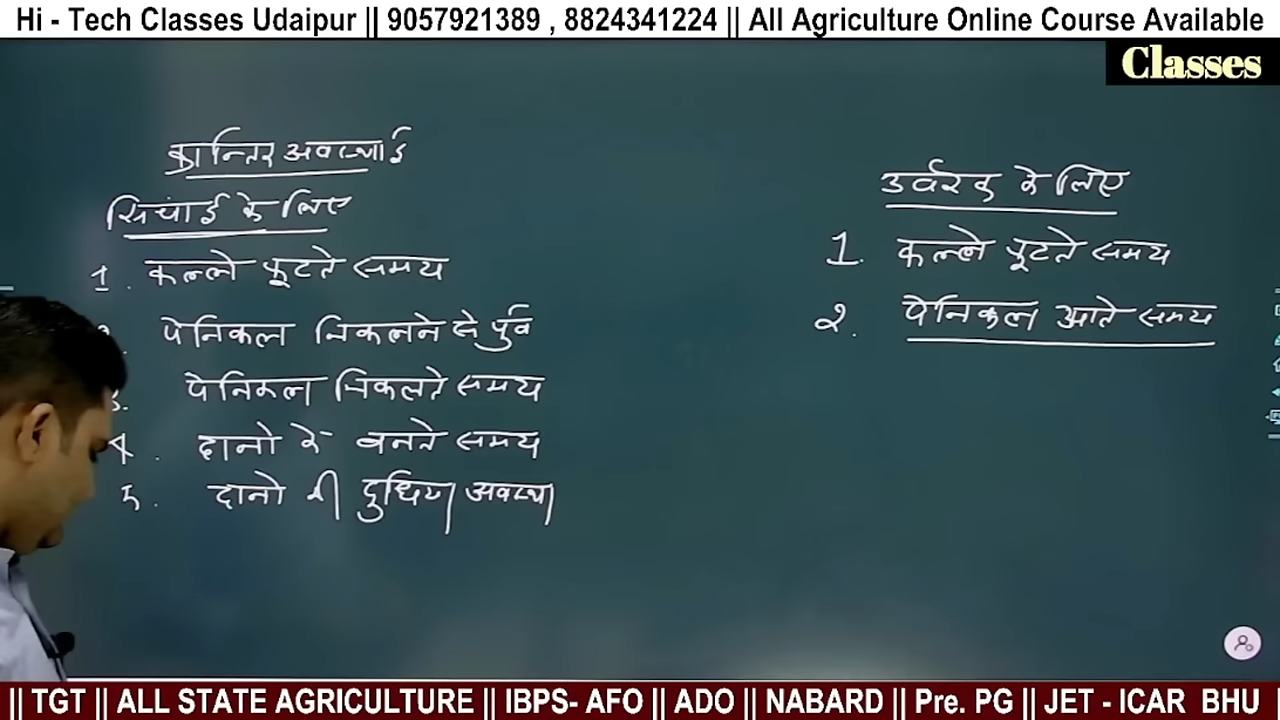 Hi - Tech Classes Udaipur || 9057921389 , 8824341224 || All Agriculture Online Course Available
Classes
क्रान्तिर अवस्थाई
सिचांई के लिए
1. कल्ले फूटते समय
2. पेनिकल निकलने से पुर्व
3. पेनिकल निकलते समय
4. दानो के बनते समय
5. दानो की दुधिया अवस्था
उर्वरक के लिए
1. कल्ले फूटते समय
2. पेनिकल आते समय
|| TGT || ALL STATE AGRICULTURE || IBPS- AFO || ADO || NABARD || Pre. PG || JET - ICAR BHU